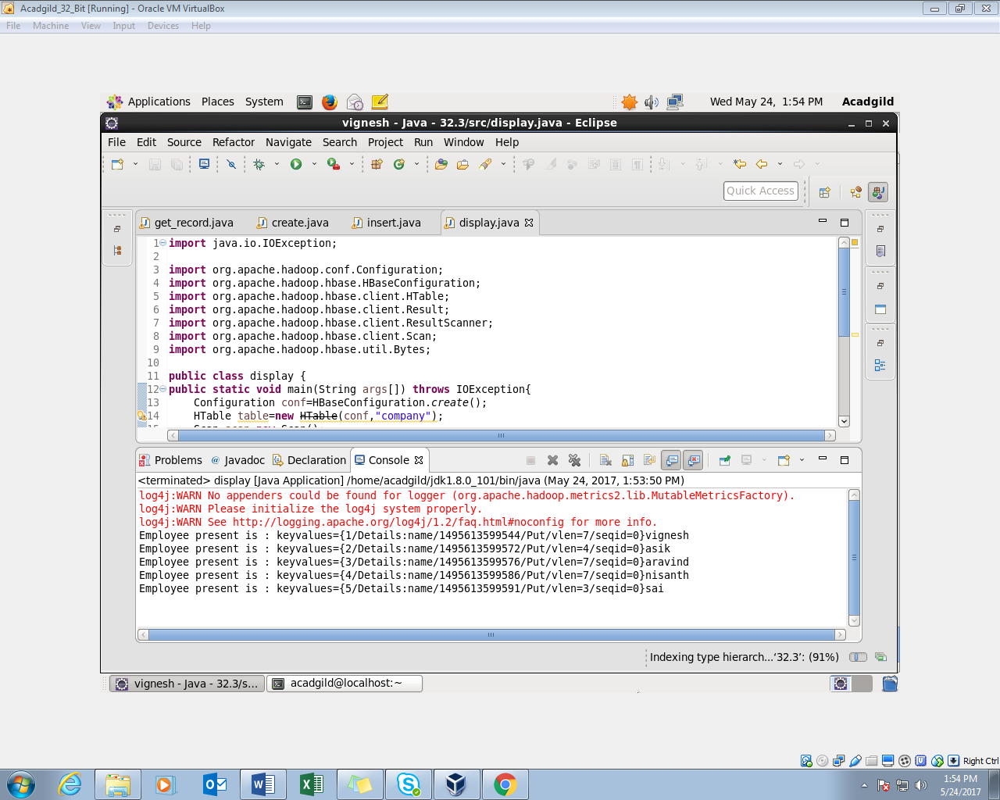 Acadgild_32_Bit [Running] - Oracle VM VirtualBox
File Machine View Input Devices Help
Applications Places System Wed May 24, 1:54 PM Acadgild
vignesh - Java - 32.3/src/display.java - Eclipse
File Edit Source Refactor Navigate Search Project Run Window Help
Quick Access
get_record.java create.java insert.java display.java
1 import java.io.IOException;
2
3 import org.apache.hadoop.conf.Configuration;
4 import org.apache.hadoop.hbase.HBaseConfiguration;
5 import org.apache.hadoop.hbase.client.HTable;
6 import org.apache.hadoop.hbase.client.Result;
7 import org.apache.hadoop.hbase.client.ResultScanner;
8 import org.apache.hadoop.hbase.client.Scan;
9 import org.apache.hadoop.hbase.util.Bytes;
10
11 public class display {
12 public static void main(String args[]) throws IOException{
13 Configuration conf=HBaseConfiguration.create();
14 HTable table=new HTable(conf,"company");
Problems @ Javadoc Declaration Console
<terminated> display [Java Application] /home/acadgild/jdk1.8.0_101/bin/java (May 24, 2017, 1:53:50 PM)
log4j:WARN No appenders could be found for logger (org.apache.hadoop.metrics2.lib.MutableMetricsFactory).
log4j:WARN Please initialize the log4j system properly.
log4j:WARN See http://logging.apache.org/log4j/1.2/faq.html#noconfig for more info.
Employee present is : keyvalues={1/Details:name/1495613599544/Put/vlen=7/seqid=0}vignesh
Employee present is : keyvalues={2/Details:name/1495613599572/Put/vlen=4/seqid=0}asik
Employee present is : keyvalues={3/Details:name/1495613599576/Put/vlen=7/seqid=0}aravind
Employee present is : keyvalues={4/Details:name/1495613599586/Put/vlen=7/seqid=0}nisanth
Employee present is : keyvalues={5/Details:name/1495613599591/Put/vlen=3/seqid=0}sai
Indexing type hierarch...‘32.3’: (91%)
vignesh - Java - 32.3/s... acadgild@localhost:~
Right Ctrl
1:54 PM
5/24/2017